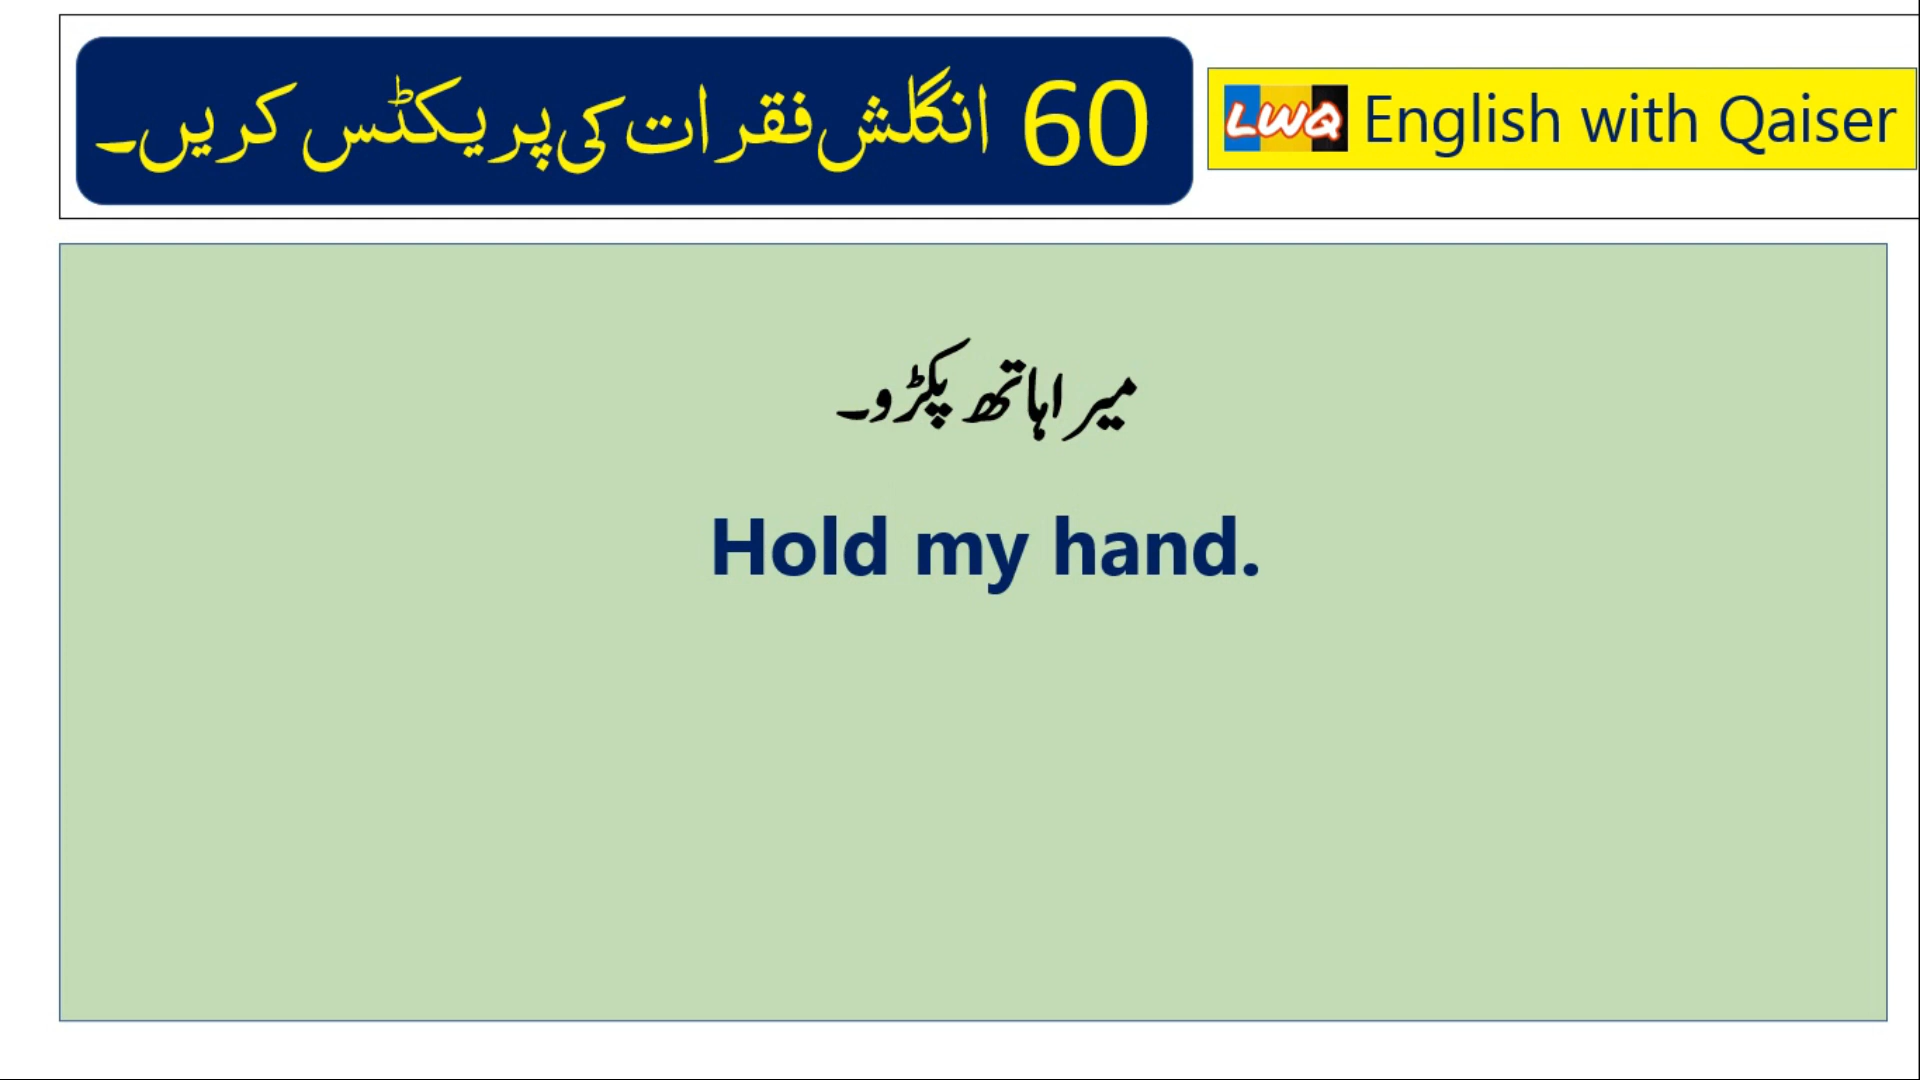 60 انگلش فقرات کی پریکٹس کریں۔
LWQ English with Qaiser
میرا ہاتھ پکڑو۔
Hold my hand.